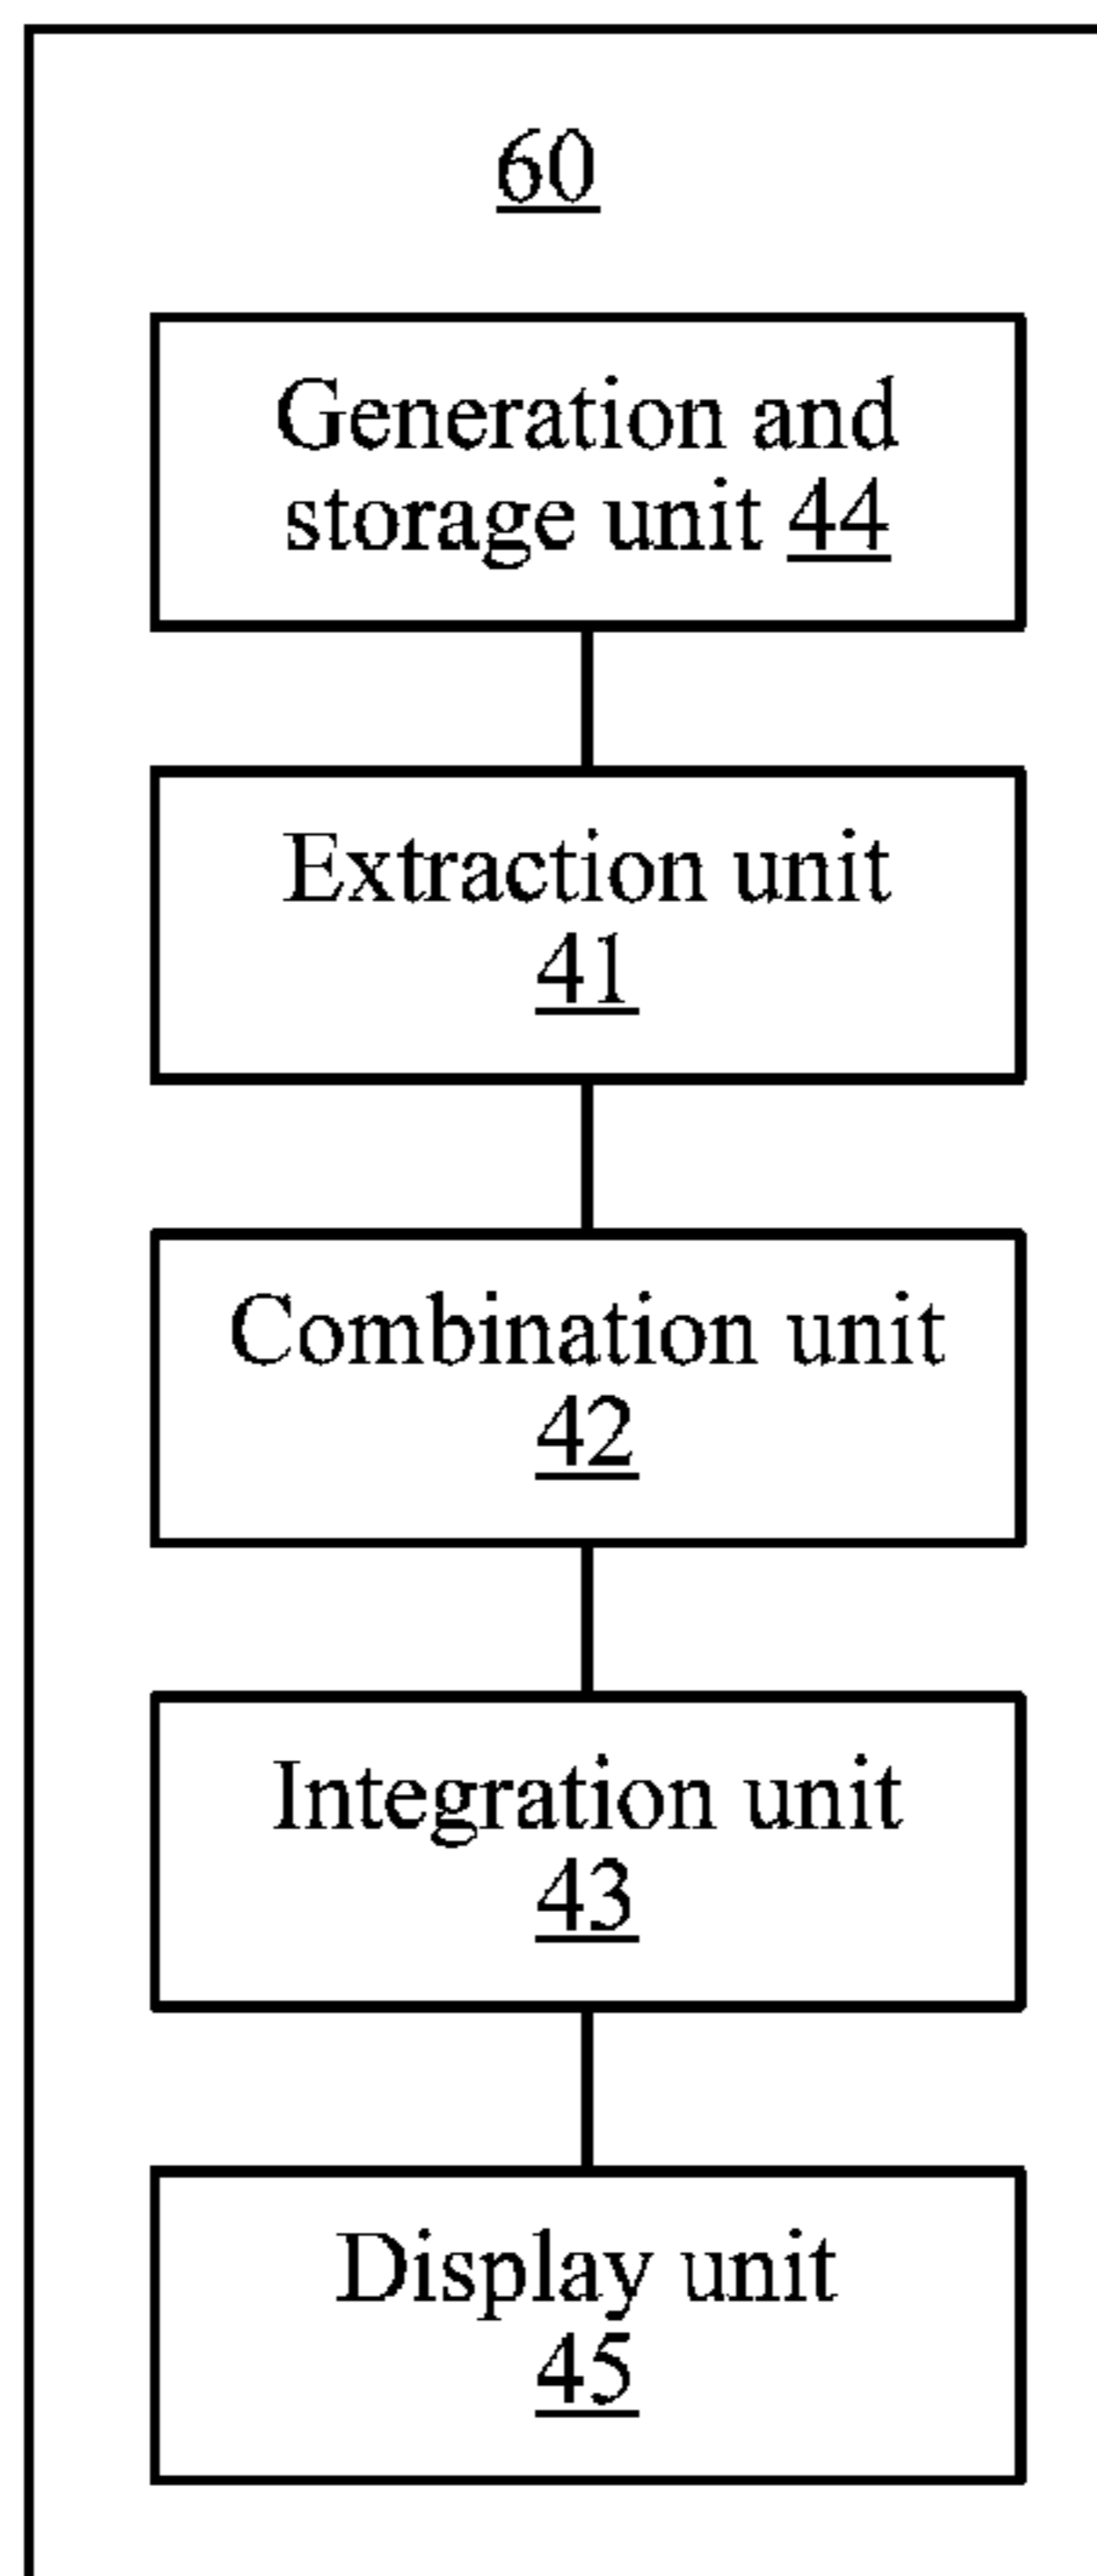 60
Generation and
storage unit 44
Extraction unit
41
Combination unit
42
Integration unit
43
Display unit
45